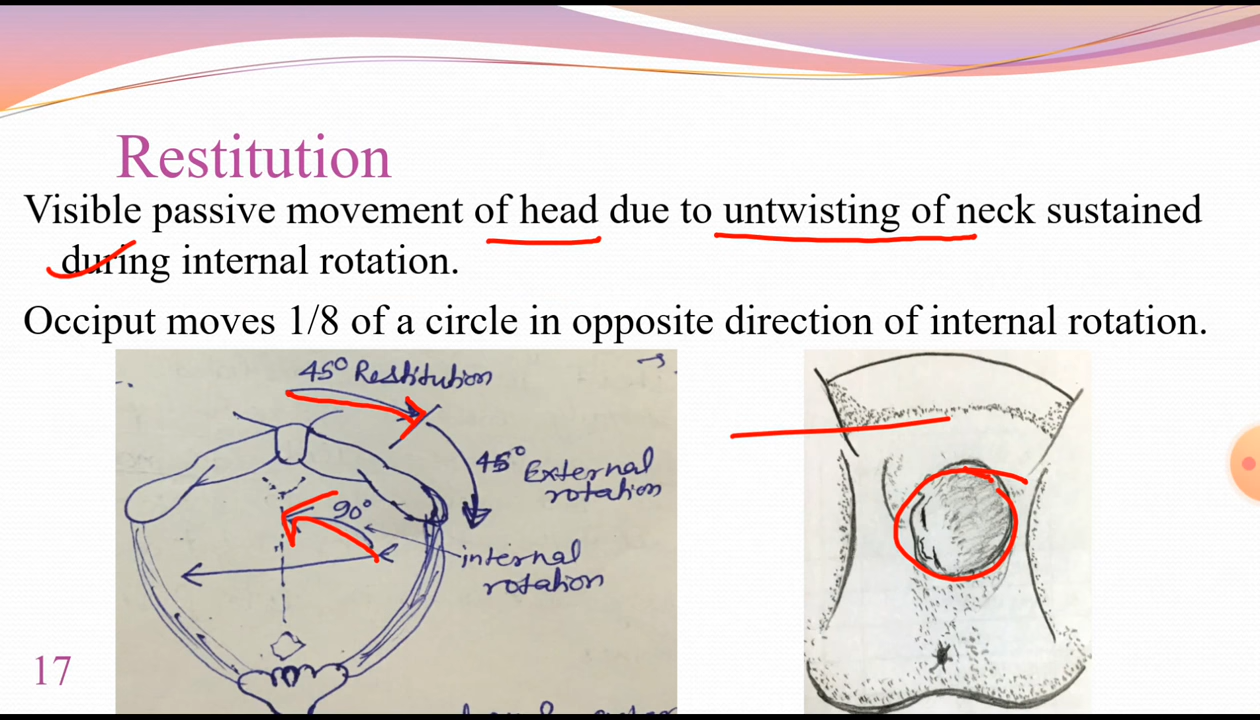 Restitution
Visible passive movement of head due to untwisting of neck sustained
during internal rotation.
Occiput moves 1/8 of a circle in opposite direction of internal rotation.
45° Restitution
45° External
rotation
90°
internal
rotation
17